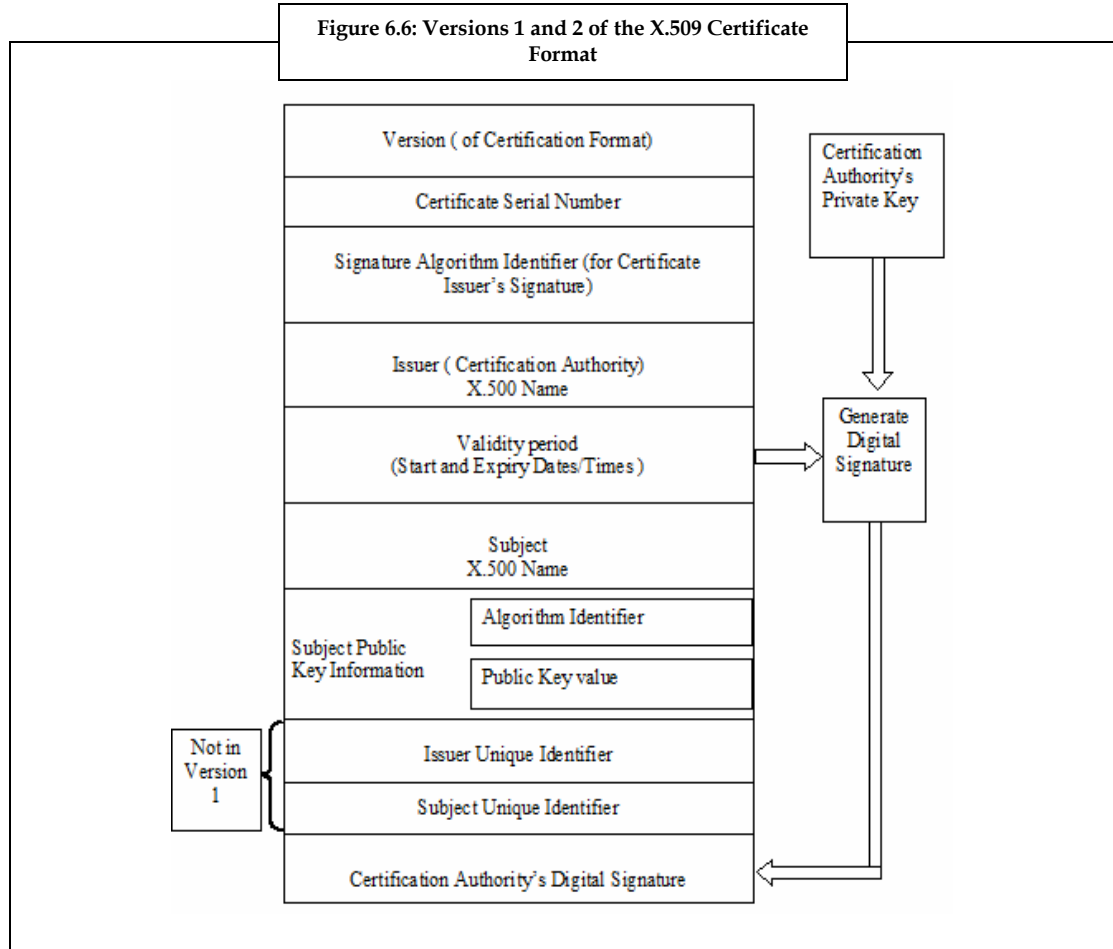 Figure 6.6: Versions 1 and 2 of the X.509 Certificate
Format
Version ( of Certification Format)
Certificate Serial Number
Signature Algorithm Identifier (for Certificate
Issuer's Signature)
Issuer ( Certification Authority)
X.500 Name
Validity period
(Start and Expiry Dates/Times )
Subject
X.500 Name
Subject Public
Key Information
Algorithm Identifier
Public Key value
Issuer Unique Identifier
Subject Unique Identifier
Certification Authority's Digital Signature
Not in
Version
1
Certification
Authority's
Private Key
Generate
Digital
Signature